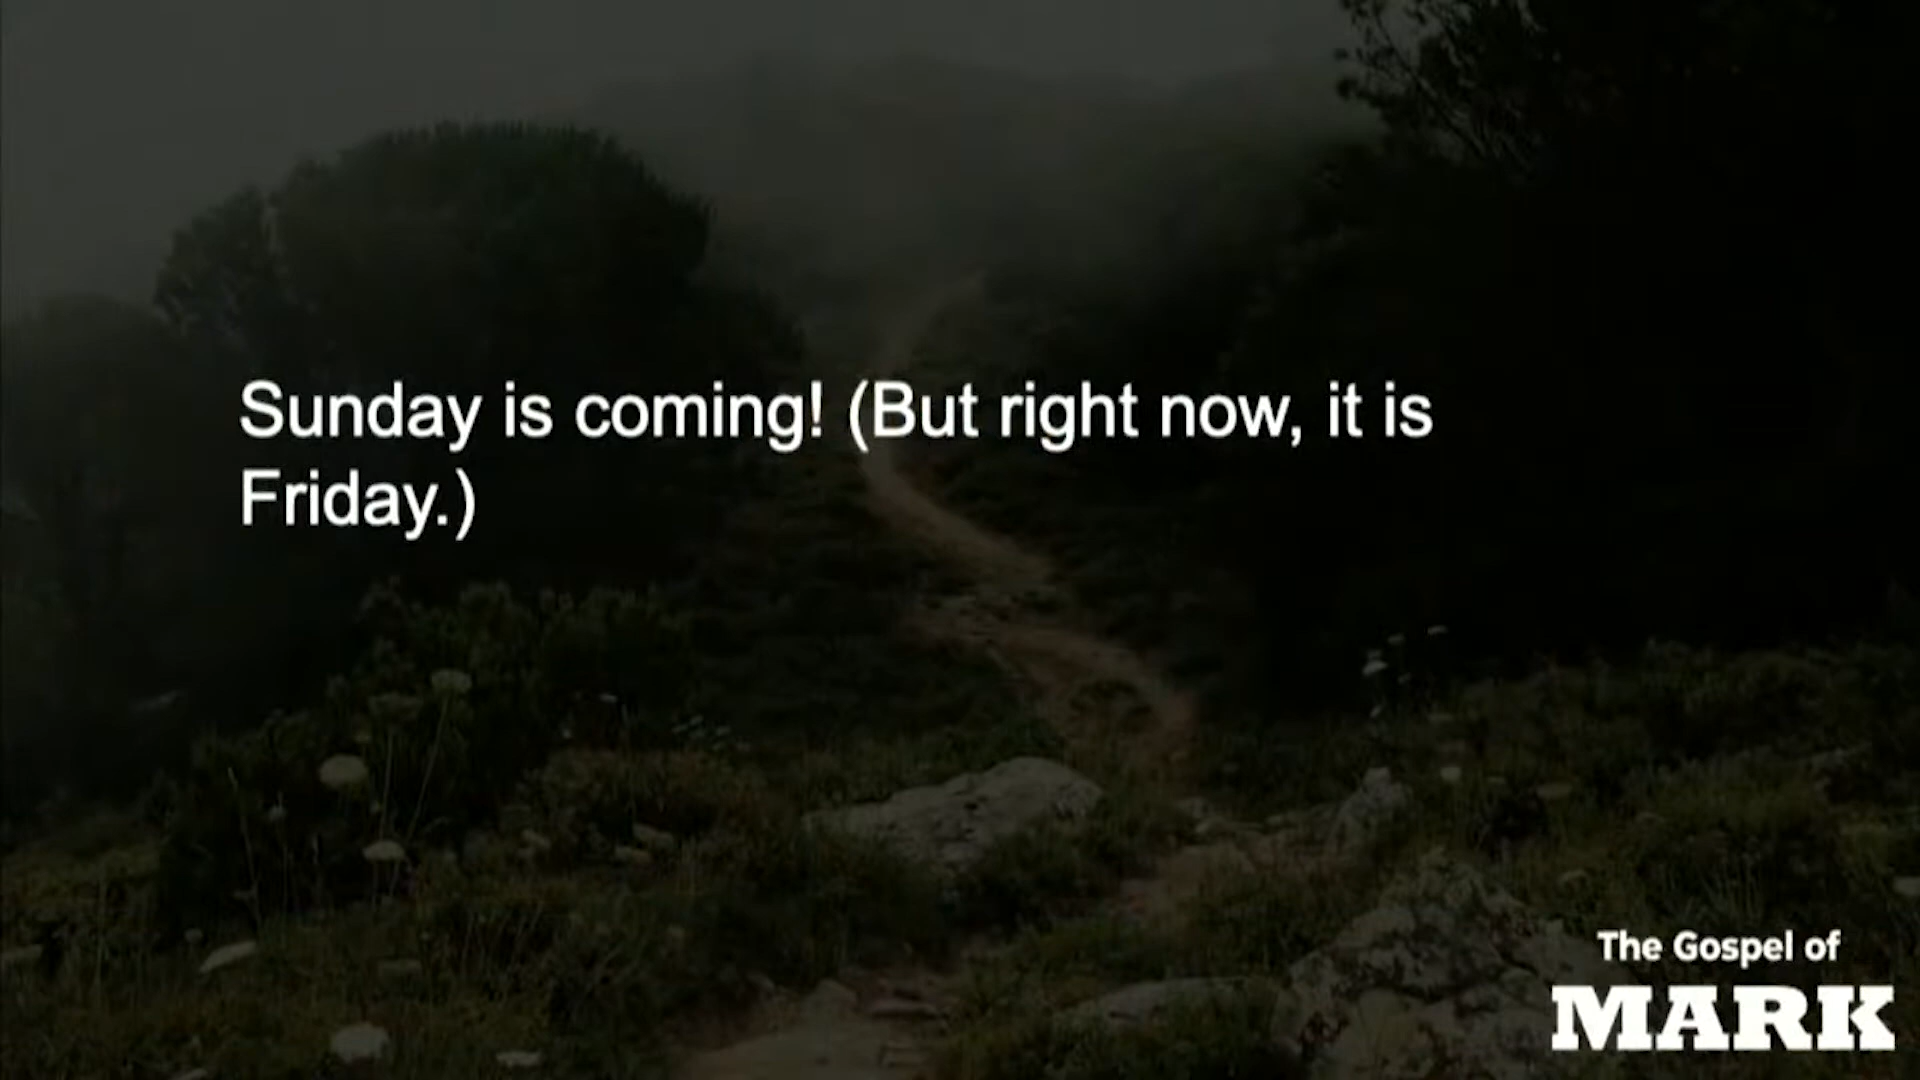 Sunday is coming! (But right now, it is
Friday.)
The Gospel of
MARK